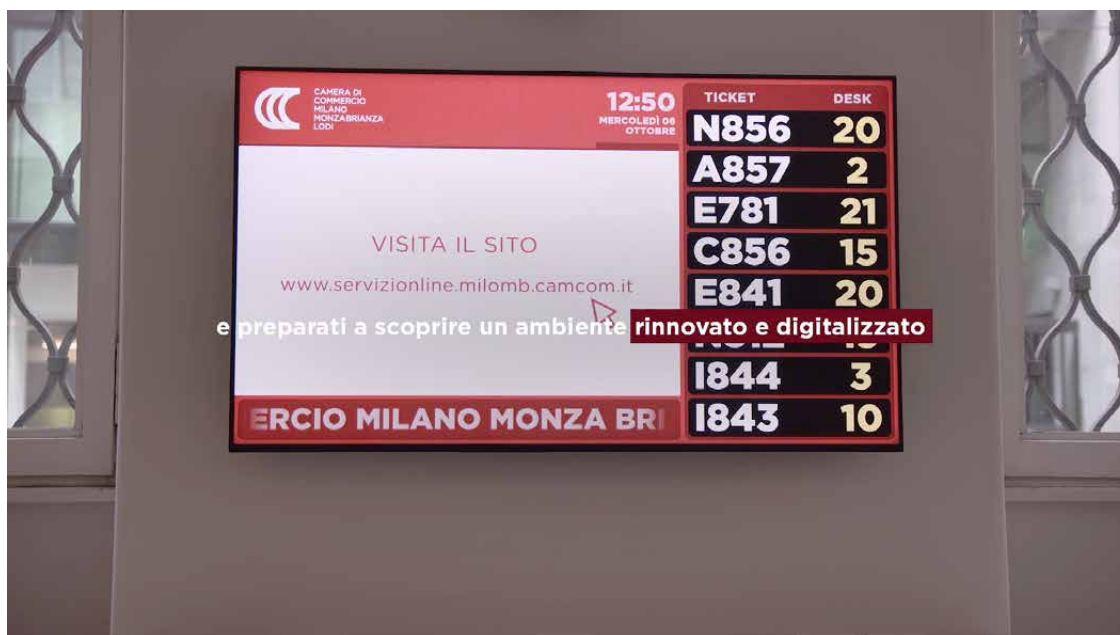 CAMERA DI
COMMERCIO
MILANO
MONZABRIANZA
LODI
12:50
MERCOLEDÌ 06
OTTOBRE
VISITA IL SITO
www.servizionline.milomb.camcom.it
ERCIO MILANO MONZA BRI
TICKET DESK
N856 20
A857 2
E781 21
C856 15
E841 20
I844 3
I843 10
e preparati a scoprire un ambiente rinnovato e digitalizzato